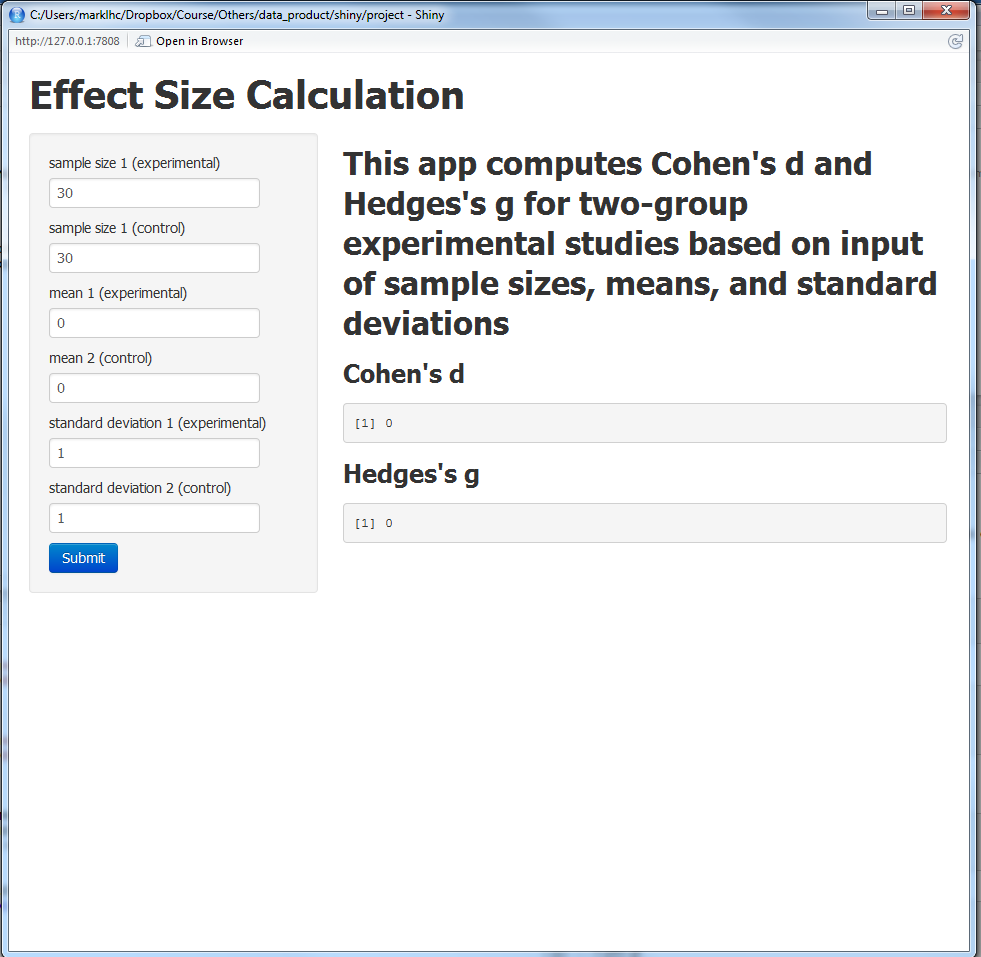 C:/Users/marklhc/Dropbox/Course/Others/data_product/shiny/project - Shiny
http://127.0.0.1:7808 Open in Browser
Effect Size Calculation
sample size 1 (experimental)
30
sample size 1 (control)
30
mean 1 (experimental)
0
mean 2 (control)
0
standard deviation 1 (experimental)
1
standard deviation 2 (control)
1
Submit
This app computes Cohen's d and
Hedges's g for two-group
experimental studies based on input
of sample sizes, means, and standard
deviations
Cohen's d
[1] 0
Hedges's g
[1] 0